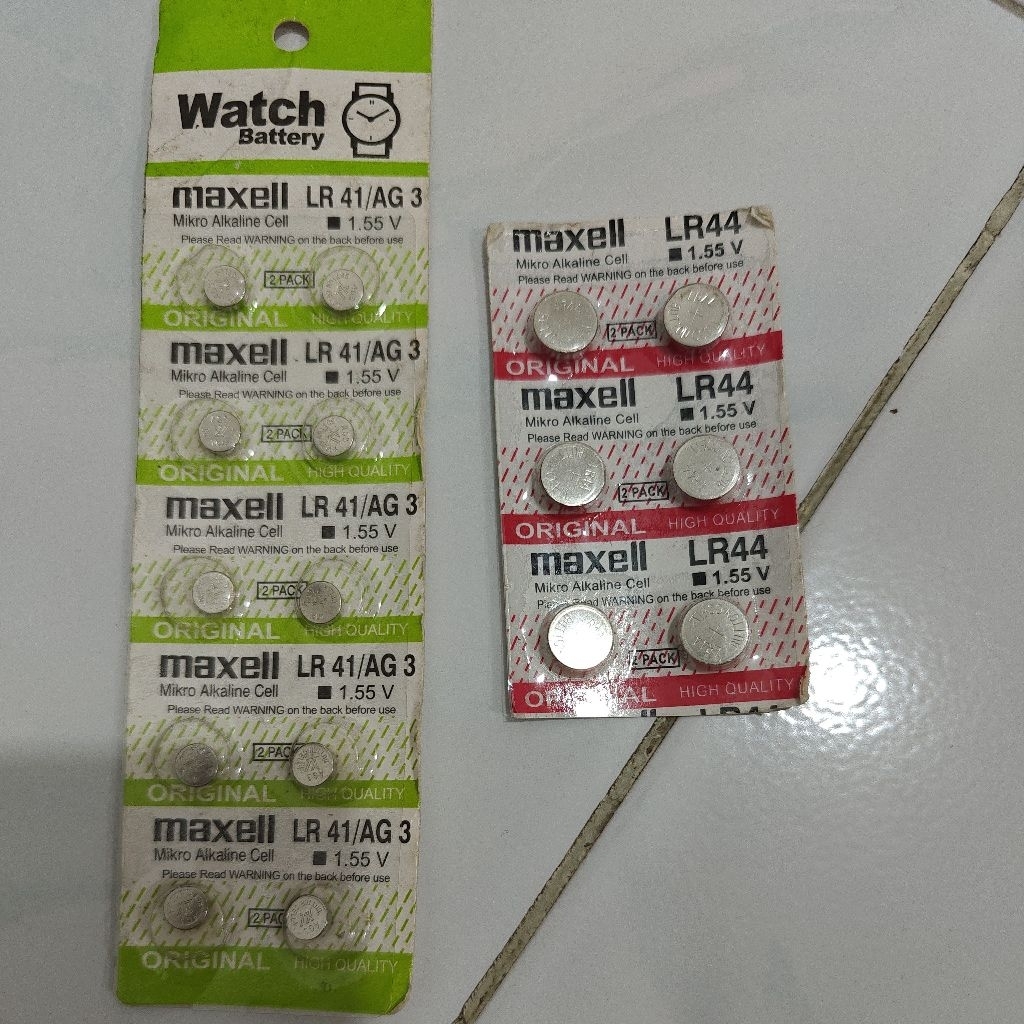 Watch
Battery
maxell LR 41/AG 3
Mikro Alkaline Cell 1.55 V
Please Read WARNING on the back before use
2 PACK
ORIGINAL HIGH QUALITY
maxell LR 41/AG 3
Mikro Alkaline Cell 1.55 V
Please Read WARNING on the back before use
2 PACK
ORIGINAL HIGH QUALITY
maxell LR 41/AG 3
Mikro Alkaline Cell 1.55 V
Please Read WARNING on the back before use
2 PACK
ORIGINAL HIGH QUALITY
maxell LR 41/AG 3
Mikro Alkaline Cell 1.55 V
Please Read WARNING on the back before use
2 PAC
ORIGINAL HIGH QUALITY
maxell LR 41/AG 3
Mikro Alkaline Cell 1.55 V
Please Read WARNING on the back before use
2 PAC
ORIGINAL HIGH QUALITY
maxell LR44
Mikro Alkaline Cell 1.55 V
Please Read WARNING on the back before use
2 PACK
ORIGINAL HIGH QUALITY
maxell LR44
Mikro Alkaline Cell 1.55 V
Please Read WARNING on the back before use
2 PACK
ORIGINAL HIGH QUALITY
maxell LR44
Mikro Alkaline Cell 1.55 V
Please Read WARNING on the back before use
2 PACK
ORIGINAL HIGH QUALITY